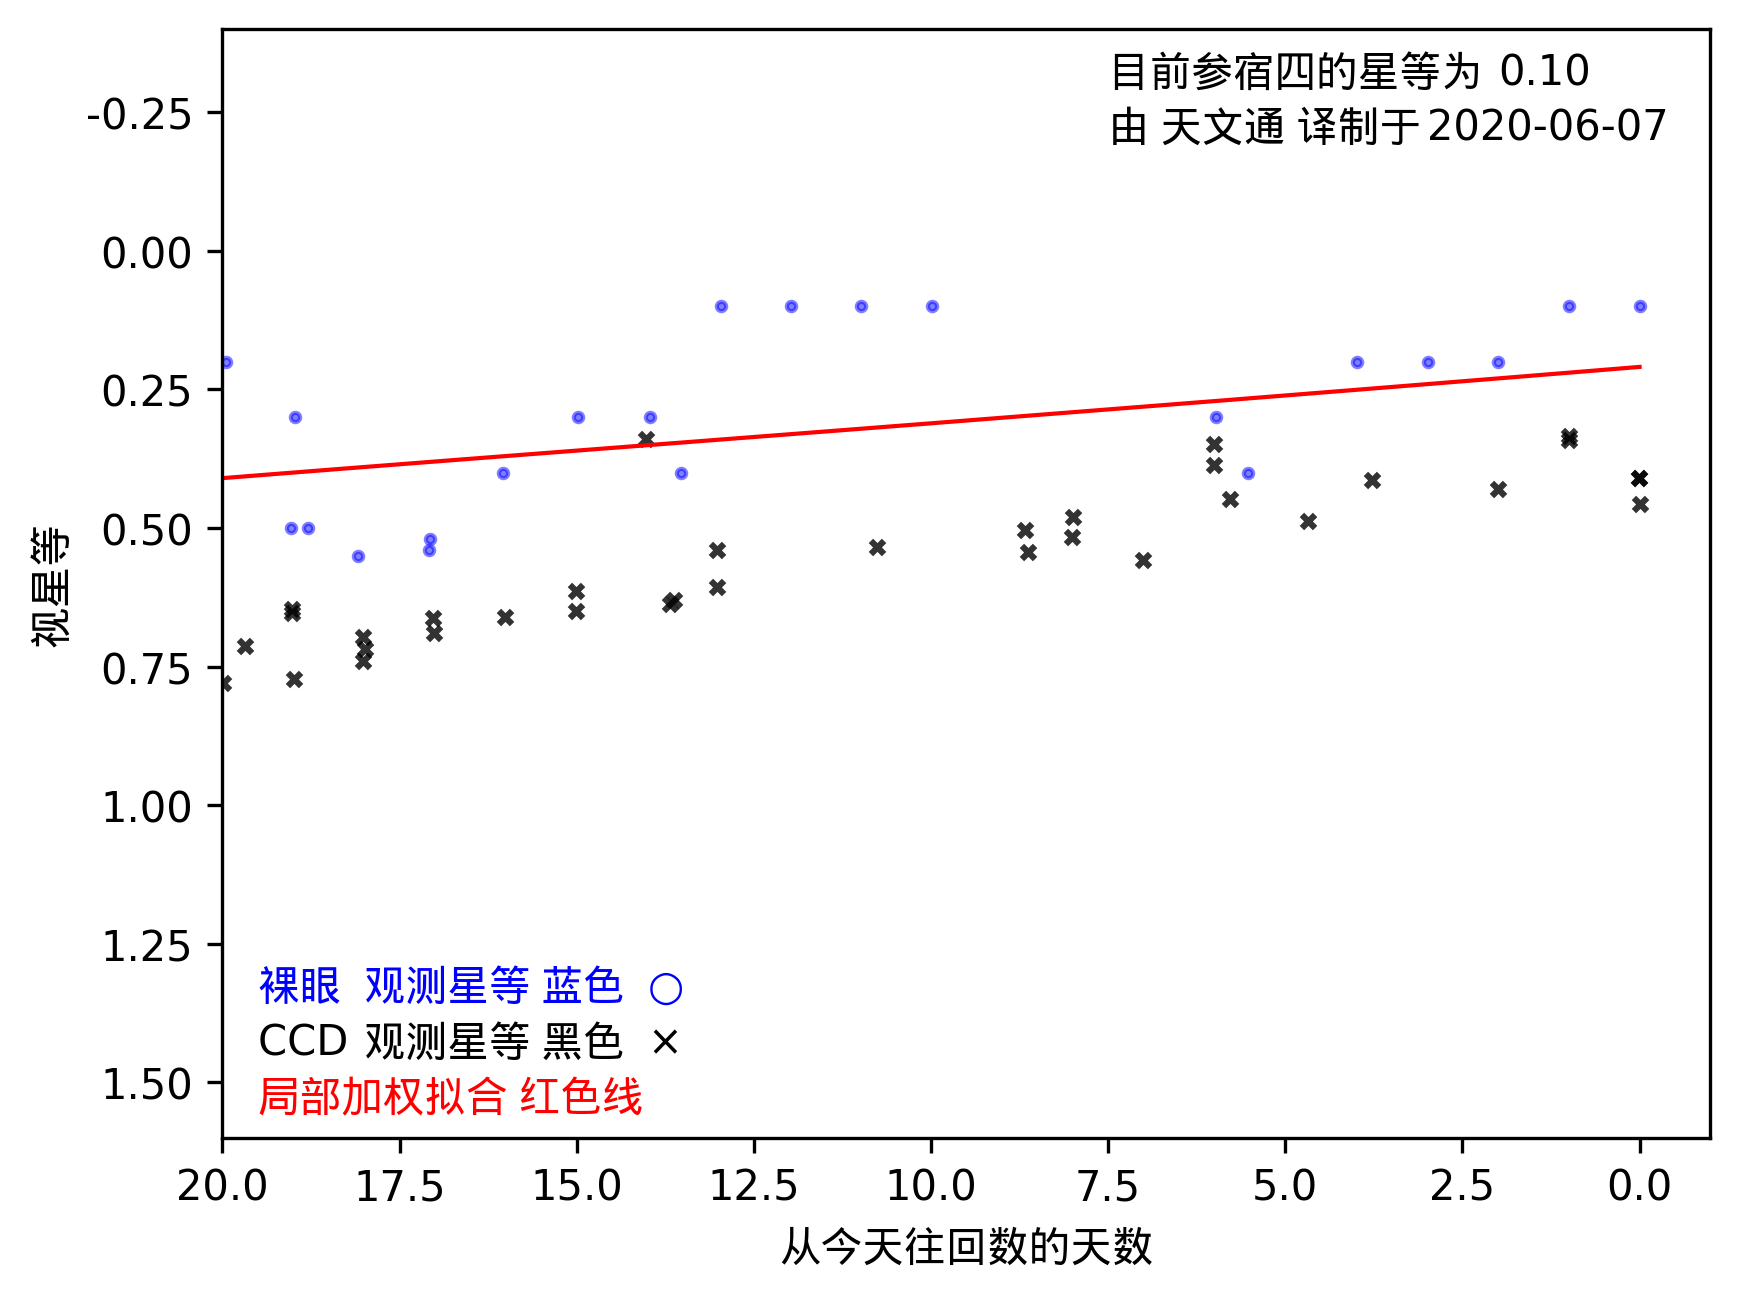 目前参宿四的星等为 0.10
由 天文通 译制于2020-06-07
-0.25
0.00
0.25
0.50
0.75
1.00
1.25
1.50
视星等
裸眼 观测星等 蓝色 ○
CCD 观测星等 黑色 ×
局部加权拟合 红色线
20.0 17.5 15.0 12.5 10.0 7.5 5.0 2.5 0.0
从今天往回数的天数